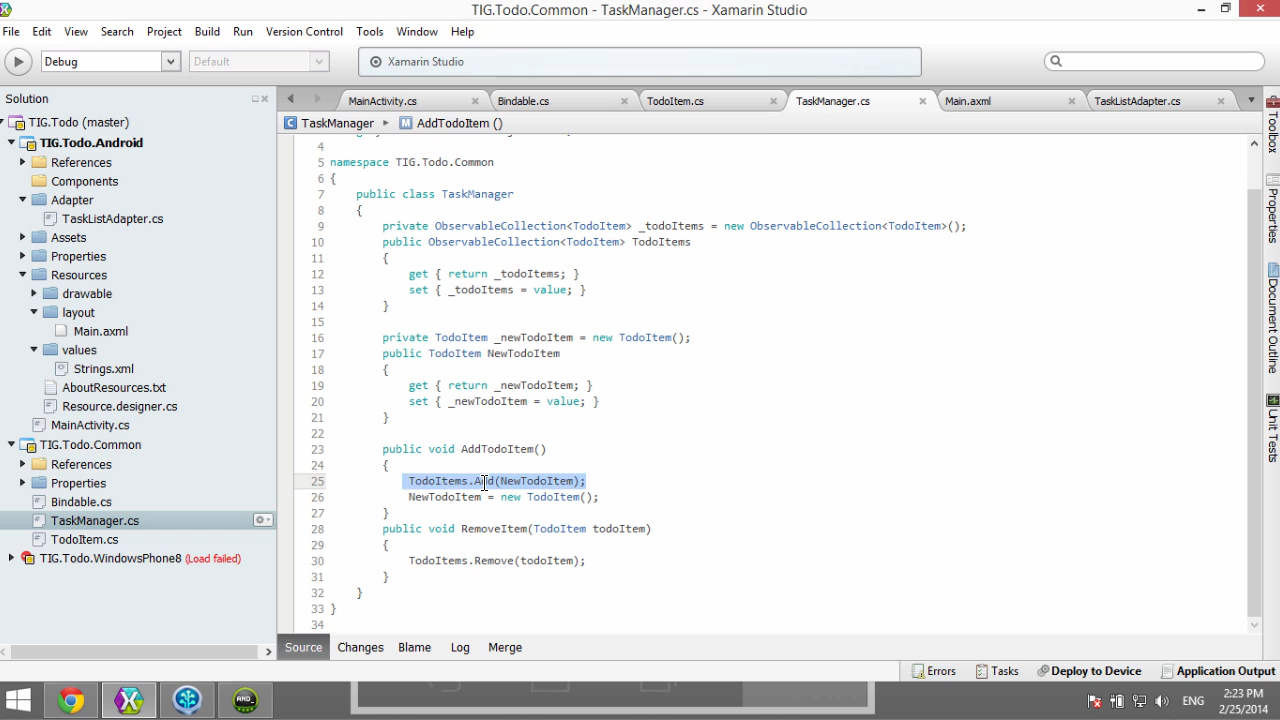 TIG.Todo.Common - TaskManager.cs - Xamarin Studio
File Edit View Search Project Build Run Version Control Tools Window Help
Debug Default Xamarin Studio
Solution
TIG.Todo (master)
TIG.Todo.Android
References
Components
Adapter
TaskListAdapter.cs
Assets
Properties
Resources
drawable
layout
Main.axml
values
Strings.xml
AboutResources.txt
Resource.designer.cs
MainActivity.cs
TIG.Todo.Common
References
Properties
Bindable.cs
TaskManager.cs
TodoItem.cs
TIG.Todo.WindowsPhone8 (Load failed)
MainActivity.cs Bindable.cs TodoItem.cs TaskManager.cs Main.axml TaskListAdapter.cs
TaskManager AddTodoItem ()
4
5 namespace TIG.Todo.Common
6 {
7 public class TaskManager
8 {
9 private ObservableCollection<TodoItem> _todoItems = new ObservableCollection<TodoItem>();
10 public ObservableCollection<TodoItem> TodoItems
11 {
12 get { return _todoItems; }
13 set { _todoItems = value; }
14 }
15
16 private TodoItem _newTodoItem = new TodoItem();
17 public TodoItem NewTodoItem
18 {
19 get { return _newTodoItem; }
20 set { _newTodoItem = value; }
21 }
22
23 public void AddTodoItem()
24 {
25 TodoItems.Add(NewTodoItem);
26 NewTodoItem = new TodoItem();
27 }
28 public void RemoveItem(TodoItem todoItem)
29 {
30 TodoItems.Remove(todoItem);
31 }
32 }
33 }
34
Source Changes Blame Log Merge
Toolbox
Properties
Document Outline
Unit Tests
Errors Tasks Deploy to Device Application Output
AND_
ENG
2:23 PM
2/25/2014